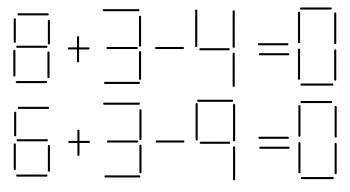 8 + 3 − 4 = 0
6 + 3 − 9 = 0